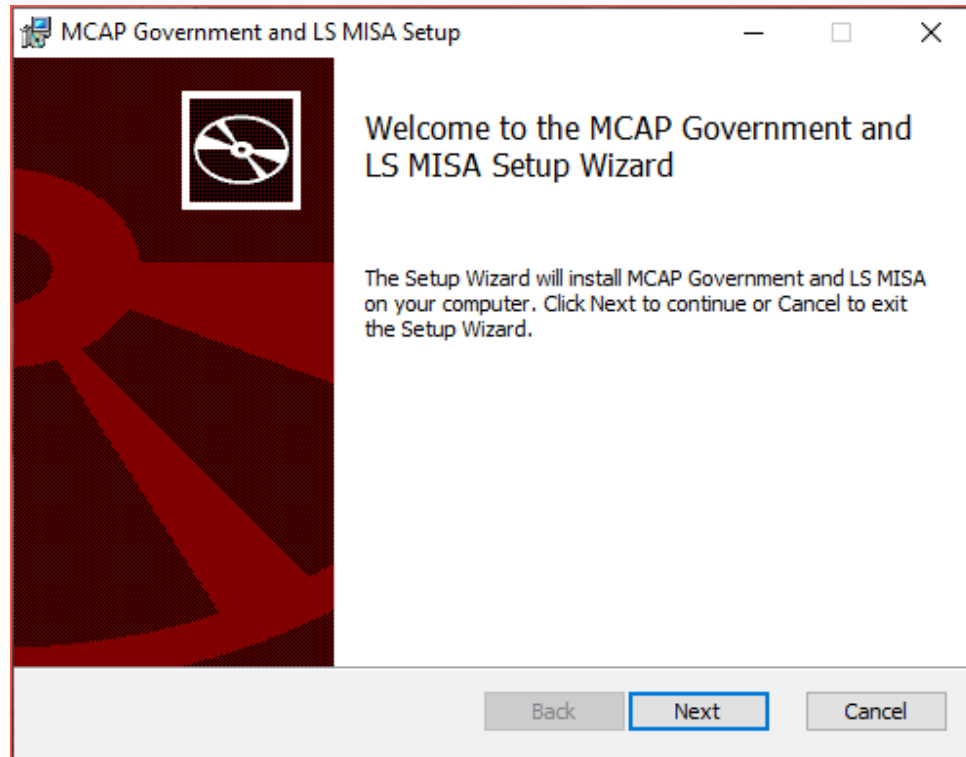 MCAP Government and LS MISA Setup
Welcome to the MCAP Government and
LS MISA Setup Wizard
The Setup Wizard will install MCAP Government and LS MISA
on your computer. Click Next to continue or Cancel to exit
the Setup Wizard.
Back Next Cancel